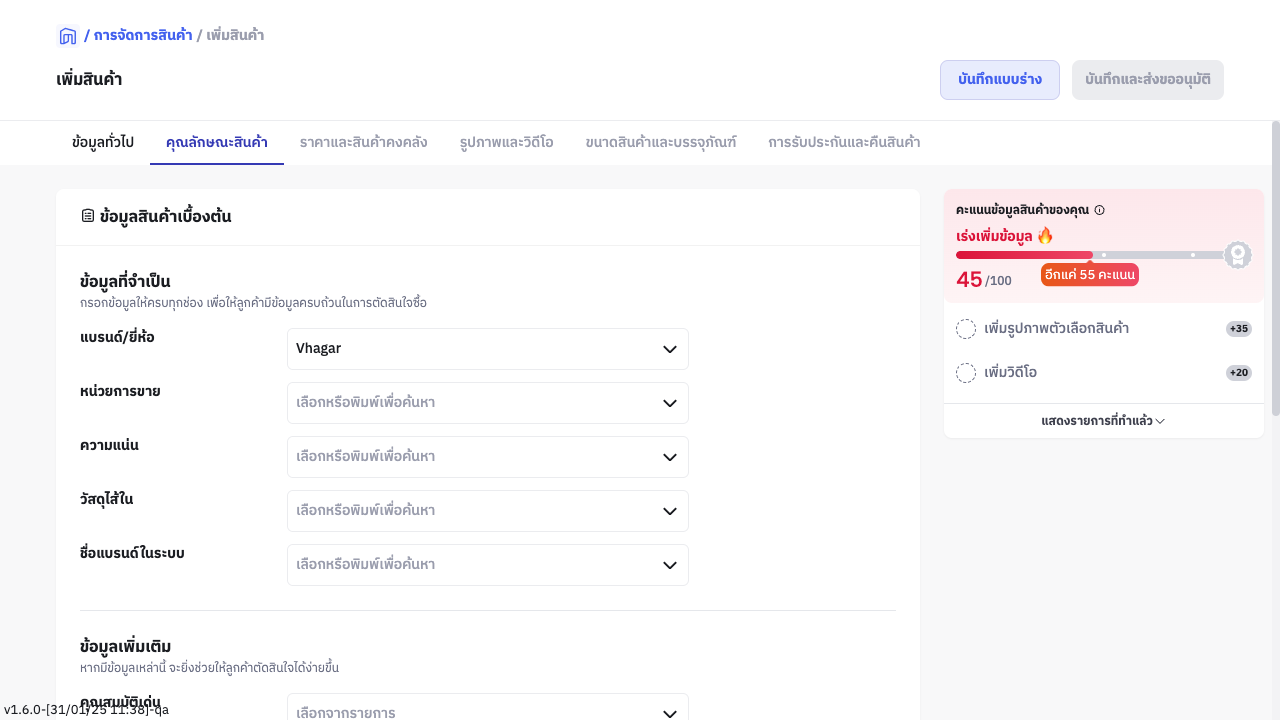 / การจัดการสินค้า / เพิ่มสินค้า
เพิ่มสินค้า
บันทึกแบบร่าง
บันทึกและส่งขออนุมัติ
ข้อมูลทั่วไป
คุณลักษณะสินค้า
ราคาและสินค้าคงคลัง
รูปภาพและวิดีโอ
ขนาดสินค้าและบรรจุภัณฑ์
การรับประกันและคืนสินค้า
ข้อมูลสินค้าเบื้องต้น
ข้อมูลที่จำเป็น
กรอกข้อมูลให้ครบทุกช่อง เพื่อให้ลูกค้ามีข้อมูลครบถ้วนในการตัดสินใจซื้อ
แบรนด์/ยี่ห้อ
Vhagar
หน่วยการขาย
เลือกหรือพิมพ์เพื่อค้นหา
ความแน่น
เลือกหรือพิมพ์เพื่อค้นหา
วัสดุไส้ใน
เลือกหรือพิมพ์เพื่อค้นหา
ชื่อแบรนด์ในระบบ
เลือกหรือพิมพ์เพื่อค้นหา
ข้อมูลเพิ่มเติม
หากมีข้อมูลเหล่านี้ จะยิ่งช่วยให้ลูกค้าตัดสินใจได้ง่ายขึ้น
คุณสมบัติเด่น
เลือกจากรายการ
คะแนนข้อมูลสินค้าของคุณ
เร่งเพิ่มข้อมูล 🔥
45/100
อีกแค่ 55 คะแนน
เพิ่มรูปภาพตัวเลือกสินค้า
+35
เพิ่มวิดีโอ
+20
แสดงรายการที่ทำแล้ว
v1.6.0-[31/01/25 11:38]-qa